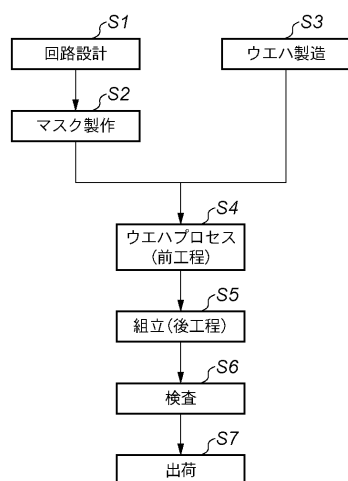 S1
回路設計
S2
マスク製作
S3
ウエハ製造
S4
ウエハプロセス
(前工程)
S5
組立(後工程)
S6
検査
S7
出荷